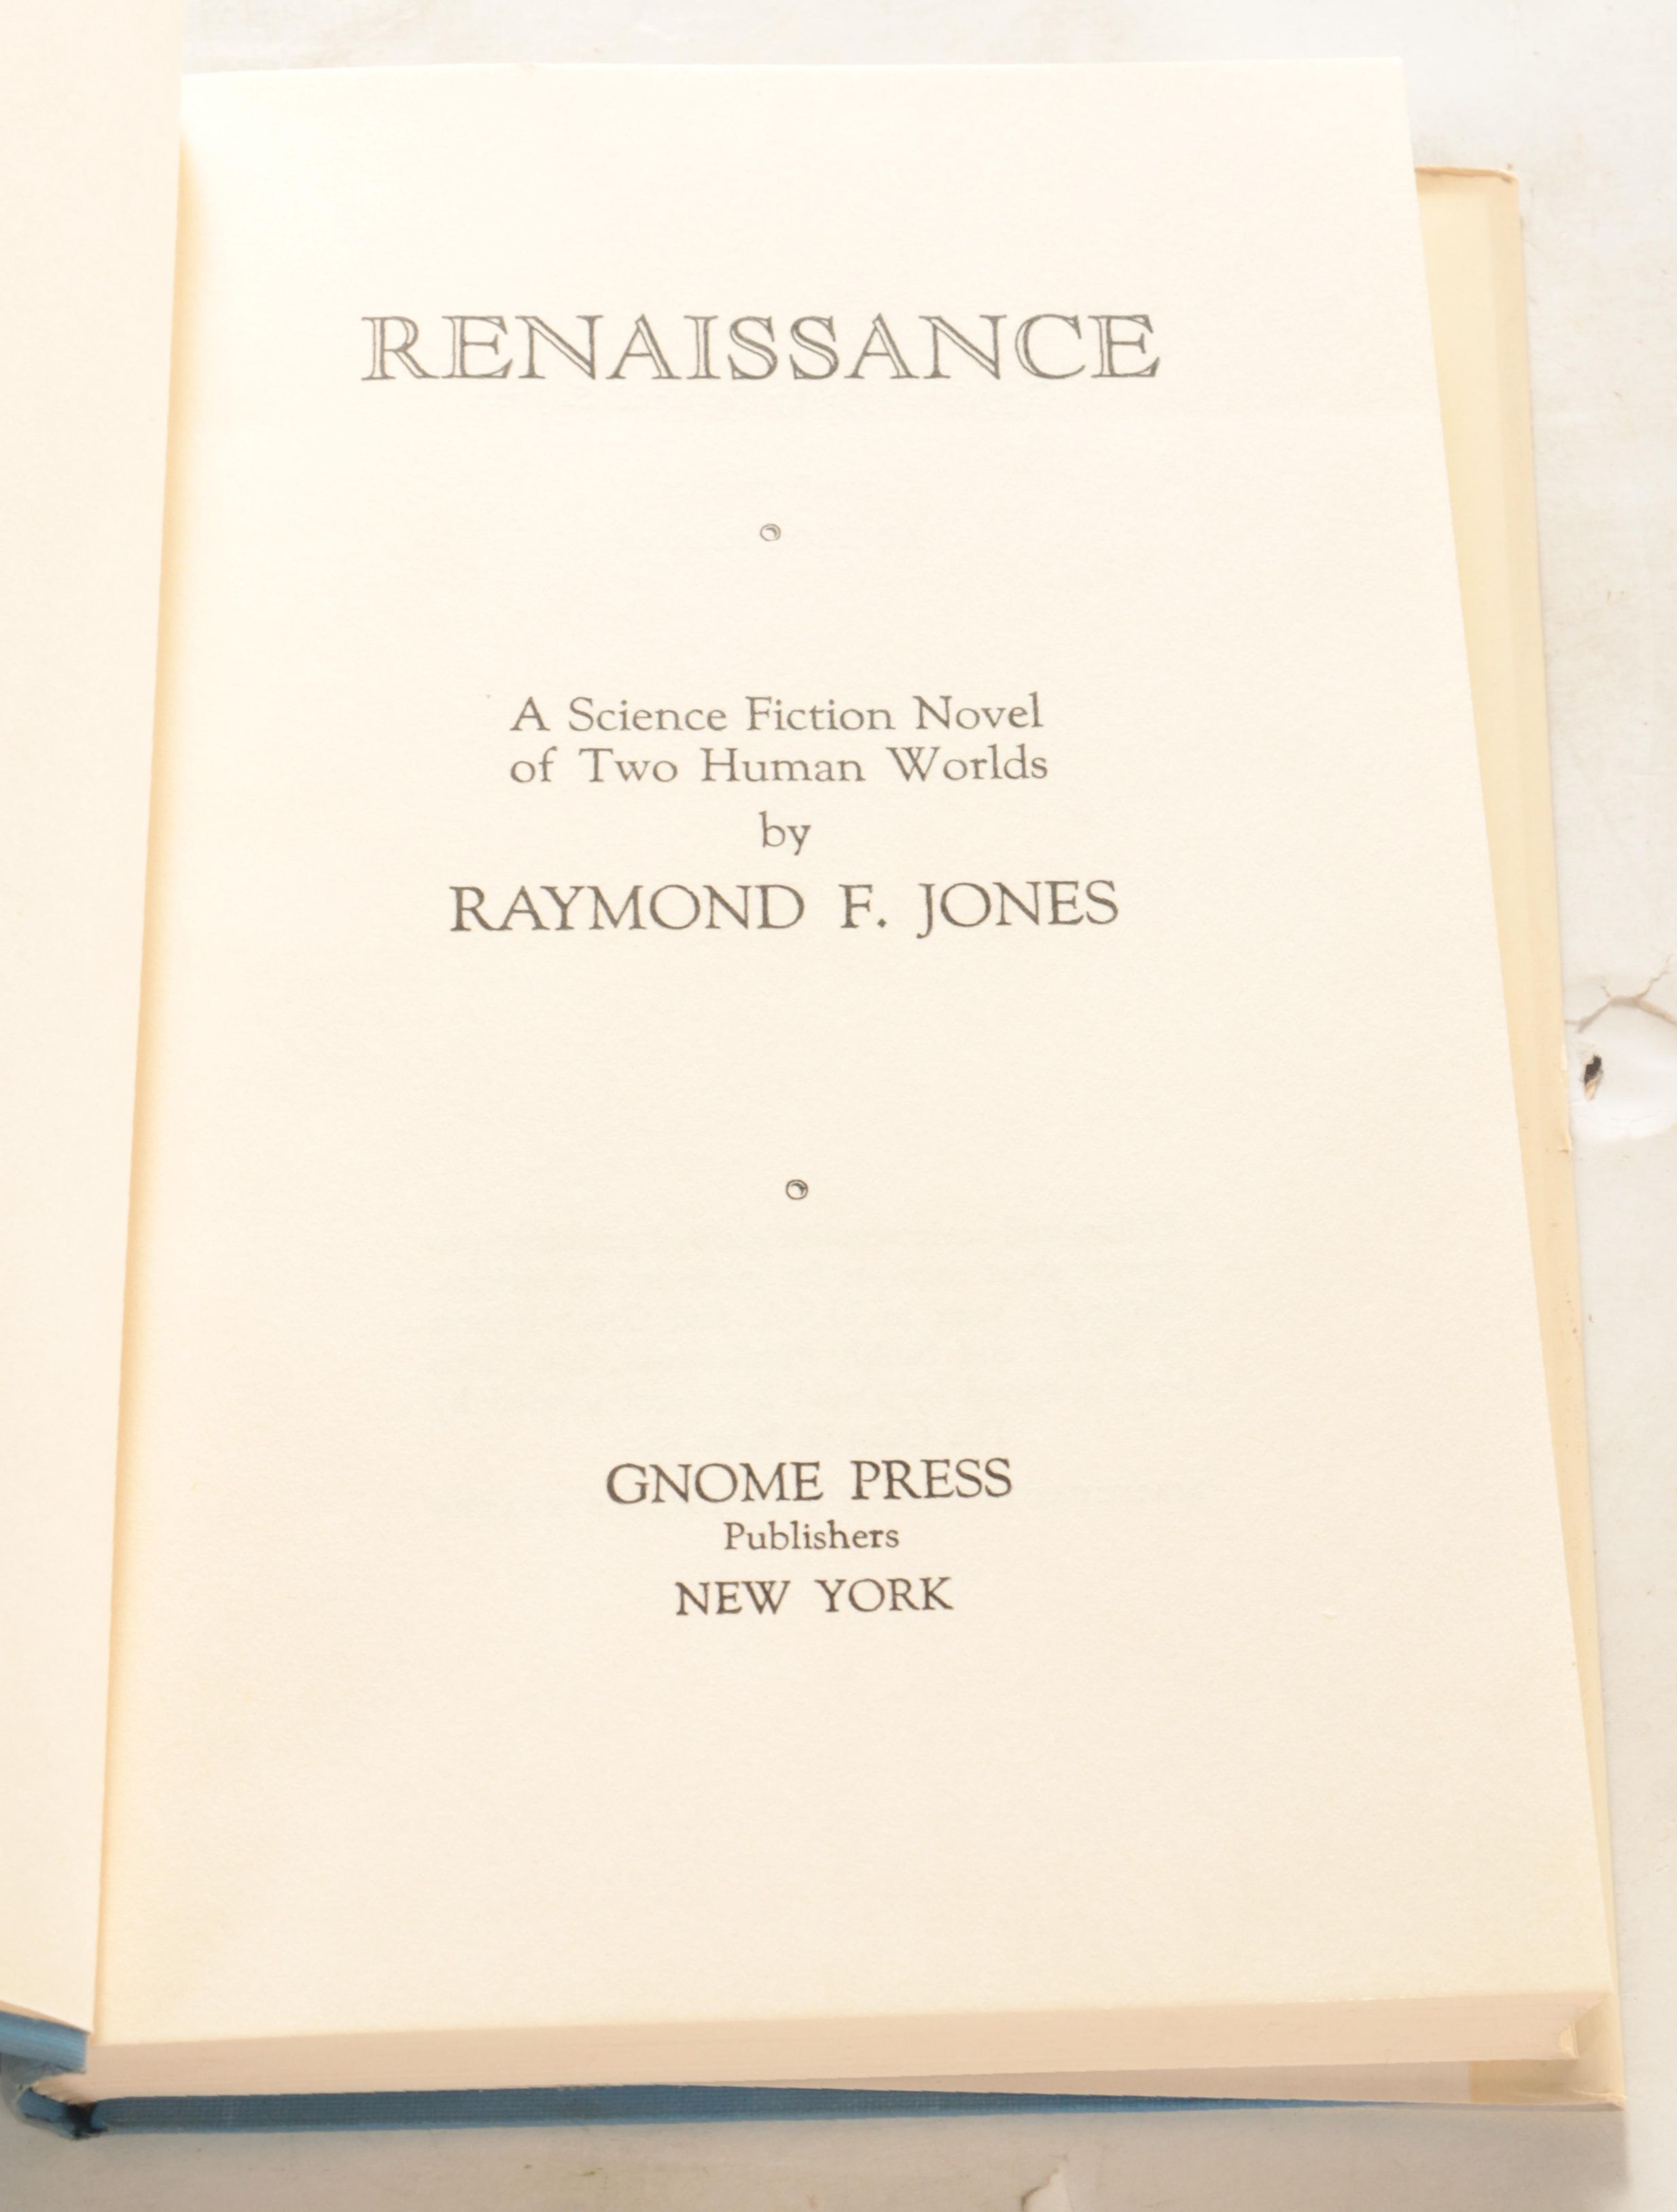 RENAISSANCE
A Science Fiction Novel
of Two Human Worlds
by
RAYMOND F. JONES
GNOME PRESS
Publishers
NEW YORK